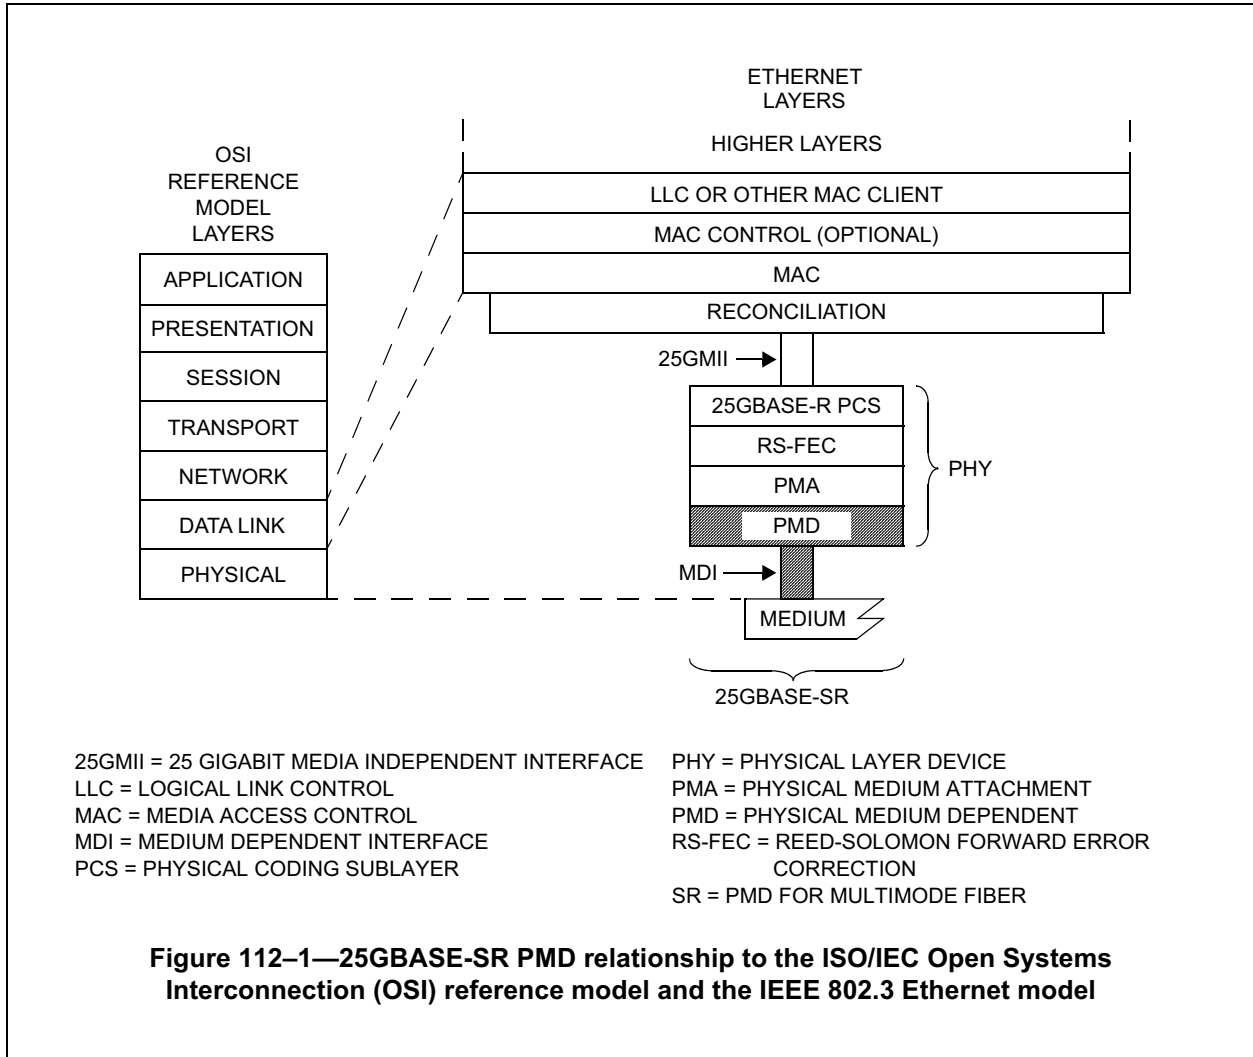 ETHERNET
LAYERS
HIGHER LAYERS
OSI
REFERENCE
MODEL
LAYERS
APPLICATION
PRESENTATION
SESSION
TRANSPORT
NETWORK
DATA LINK
PHYSICAL
LLC OR OTHER MAC CLIENT
MAC CONTROL (OPTIONAL)
MAC
RECONCILIATION
25GMII
25GBASE-R PCS
RS-FEC
PMA
PMD
PHY
MDI
MEDIUM
25GBASE-SR
25GMII = 25 GIGABIT MEDIA INDEPENDENT INTERFACE
LLC = LOGICAL LINK CONTROL
MAC = MEDIA ACCESS CONTROL
MDI = MEDIUM DEPENDENT INTERFACE
PCS = PHYSICAL CODING SUBLAYER
PHY = PHYSICAL LAYER DEVICE
PMA = PHYSICAL MEDIUM ATTACHMENT
PMD = PHYSICAL MEDIUM DEPENDENT
RS-FEC = REED-SOLOMON FORWARD ERROR
CORRECTION
SR = PMD FOR MULTIMODE FIBER
Figure 112–1—25GBASE-SR PMD relationship to the ISO/IEC Open Systems
Interconnection (OSI) reference model and the IEEE 802.3 Ethernet model